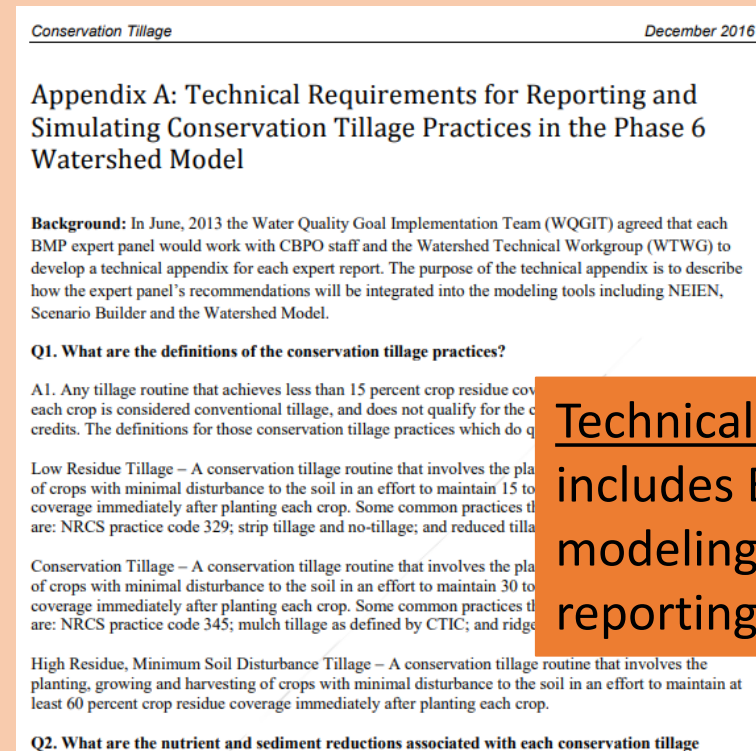 Conservation Tillage December 2016
Appendix A: Technical Requirements for Reporting and
Simulating Conservation Tillage Practices in the Phase 6
Watershed Model
Background: In June, 2013 the Water Quality Goal Implementation Team (WQGIT) agreed that each
BMP expert panel would work with CBPO staff and the Watershed Technical Workgroup (WTWG) to
develop a technical appendix for each expert report. The purpose of the technical appendix is to describe
how the expert panel's recommendations will be integrated into the modeling tools including NEIEN,
Scenario Builder and the Watershed Model.
Q1. What are the definitions of the conservation tillage practices?
A1. Any tillage routine that achieves less than 15 percent crop residue
each crop is considered conventional tillage, and does not qualify for the
credits. The definitions for those conservation tillage practices which do
Low Residue Tillage – A conservation tillage routine that involves the
of crops with minimal disturbance to the soil in an effort to maintain 15 to
coverage immediately after planting each crop. Some common practices
are: NRCS practice code 329; strip tillage and no-tillage; and reduced
Conservation Tillage – A conservation tillage routine that involves the
of crops with minimal disturbance to the soil in an effort to maintain 30 to
coverage immediately after planting each crop. Some common practices
are: NRCS practice code 345; mulch tillage as defined by CTIC; and
Technical
includes
modeling
reporting
High Residue, Minimum Soil Disturbance Tillage – A conservation tillage routine that involves the
planting, growing and harvesting of crops with minimal disturbance to the soil in an effort to maintain at
least 60 percent crop residue coverage immediately after planting each crop.
Q2. What are the nutrient and sediment reductions associated with each conservation tillage